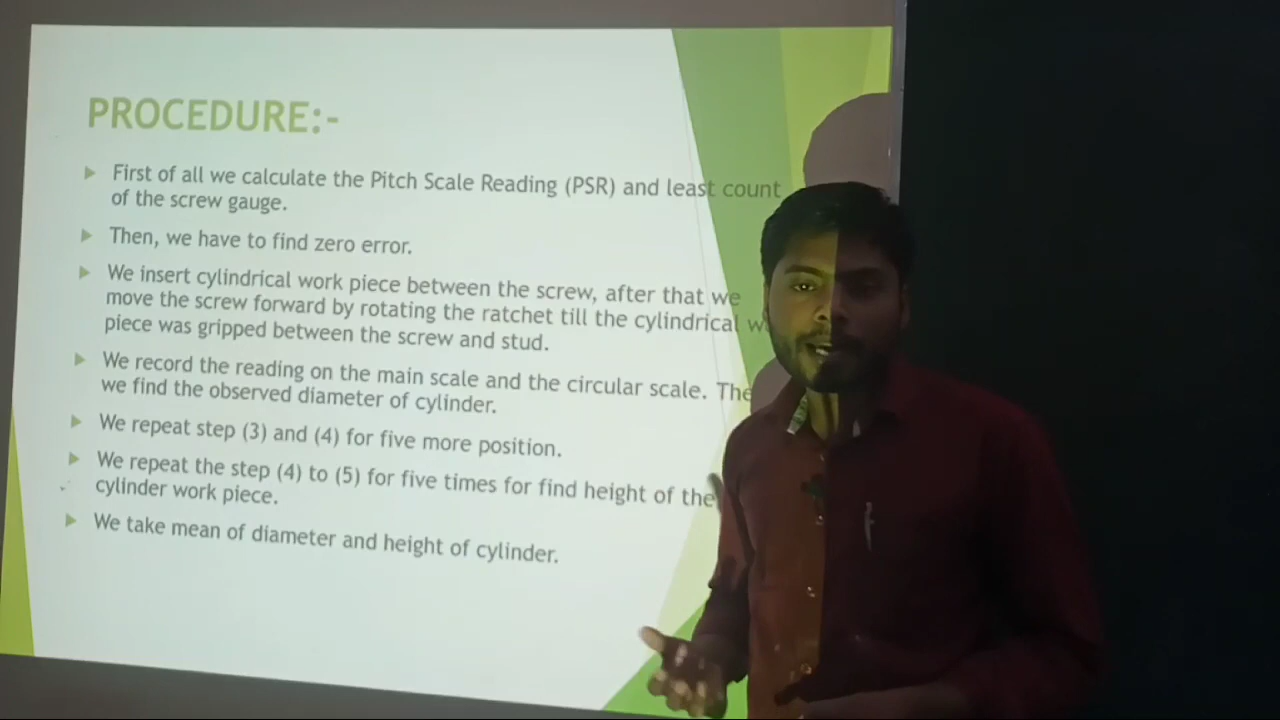 PROCEDURE:-
First of all we calculate the Pitch Scale Reading (PSR) and least count
of the screw gauge.
Then, we have to find zero error.
We insert cylindrical work piece between the screw, after that we
move the screw forward by rotating the ratchet till the cylindrical
piece was gripped between the screw and stud.
We record the reading on the main scale and the circular scale.
we find the observed diameter of cylinder.
We repeat step (3) and (4) for five more position.
We repeat the step (4) to (5) for five times for find height of the
cylinder work piece.
We take mean of diameter and height of cylinder.